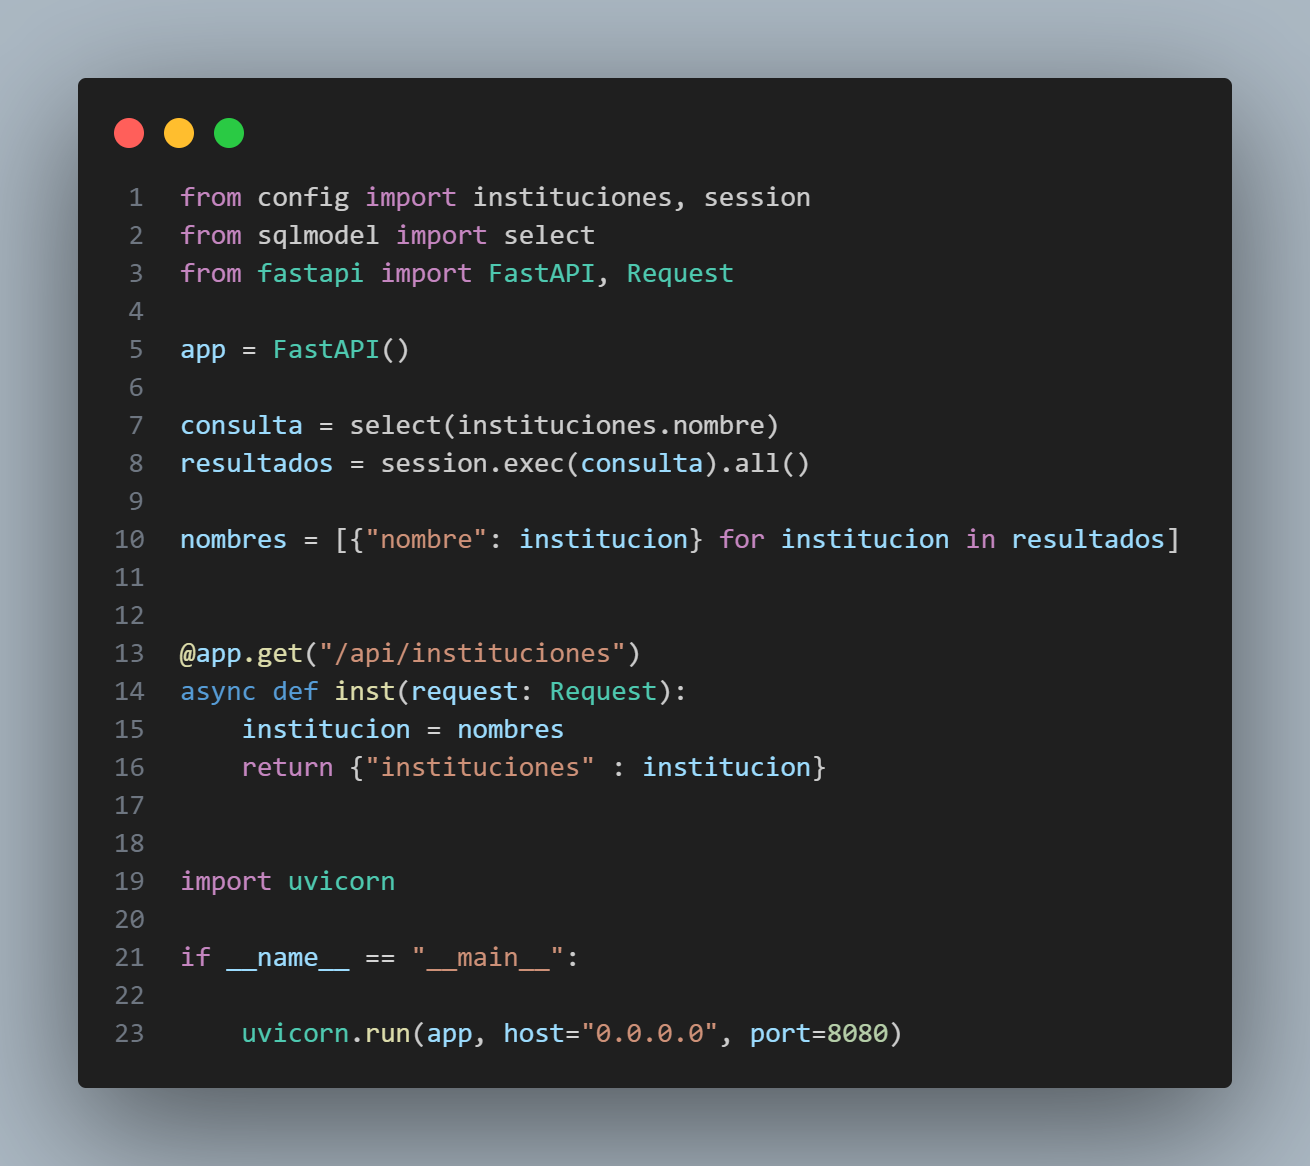 1 from config import instituciones, session
2 from sqlmodel import select
3 from fastapi import FastAPI, Request
4
5 app = FastAPI()
6
7 consulta = select(instituciones.nombre)
8 resultados = session.exec(consulta).all()
9
10 nombres = [{"nombre": institucion} for institucion in resultados]
11
12
13 @app.get("/api/instituciones")
14 async def inst(request: Request):
15     institucion = nombres
16     return {"instituciones" : institucion}
17
18
19 import uvicorn
20
21 if __name__ == "__main__":
22
23     uvicorn.run(app, host="0.0.0.0", port=8080)